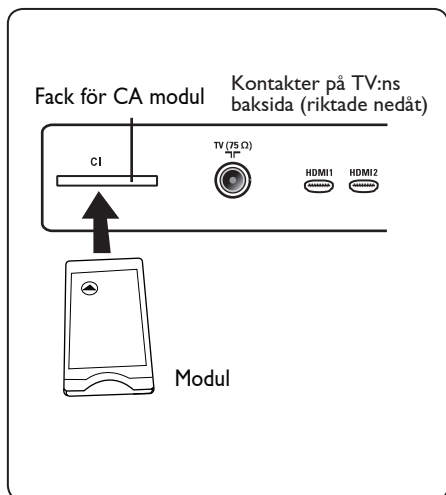 Fack för CA modul
Kontakter på TV:ns
baksida (riktade nedåt)
CI
TV (75 Ω)
HDMI1
HDMI2
Modul